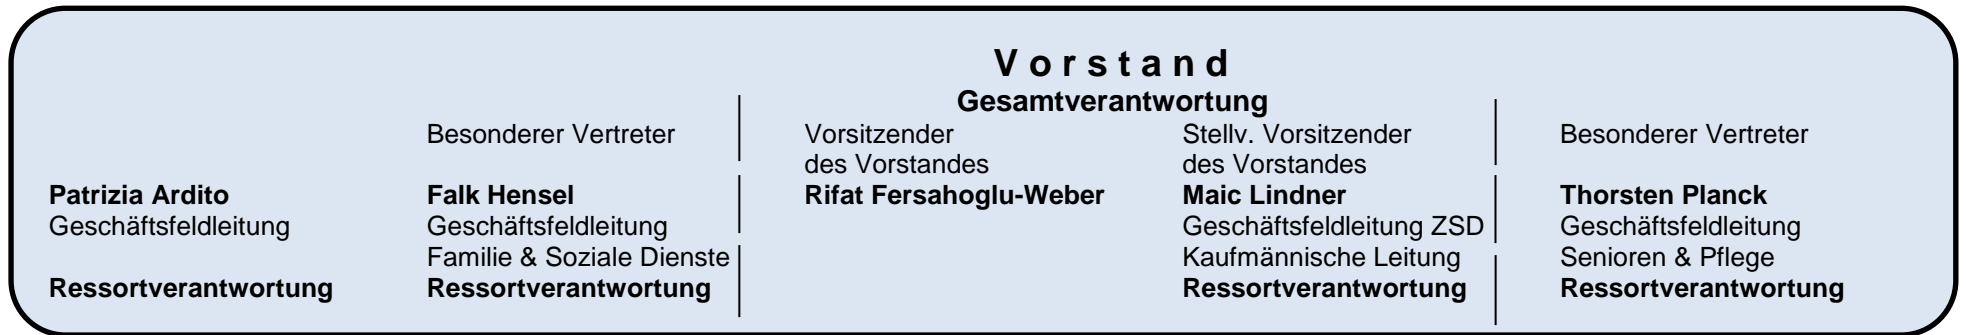 V o r s t a n d
Gesamtverantwortung
Besonderer Vertreter Vorsitzender Stellv. Vorsitzender Besonderer Vertreter
des Vorstandes des Vorstandes
Patrizia Ardito Falk Hensel Rifat Fersahoglu-Weber Maic Lindner Thorsten Planck
Geschäftsfeldleitung Geschäftsfeldleitung Geschäftsfeldleitung ZSD Geschäftsfeldleitung
Familie & Soziale Dienste Kaufmännische Leitung Senioren & Pflege
Ressortverantwortung Ressortverantwortung Ressortverantwortung Ressortverantwortung